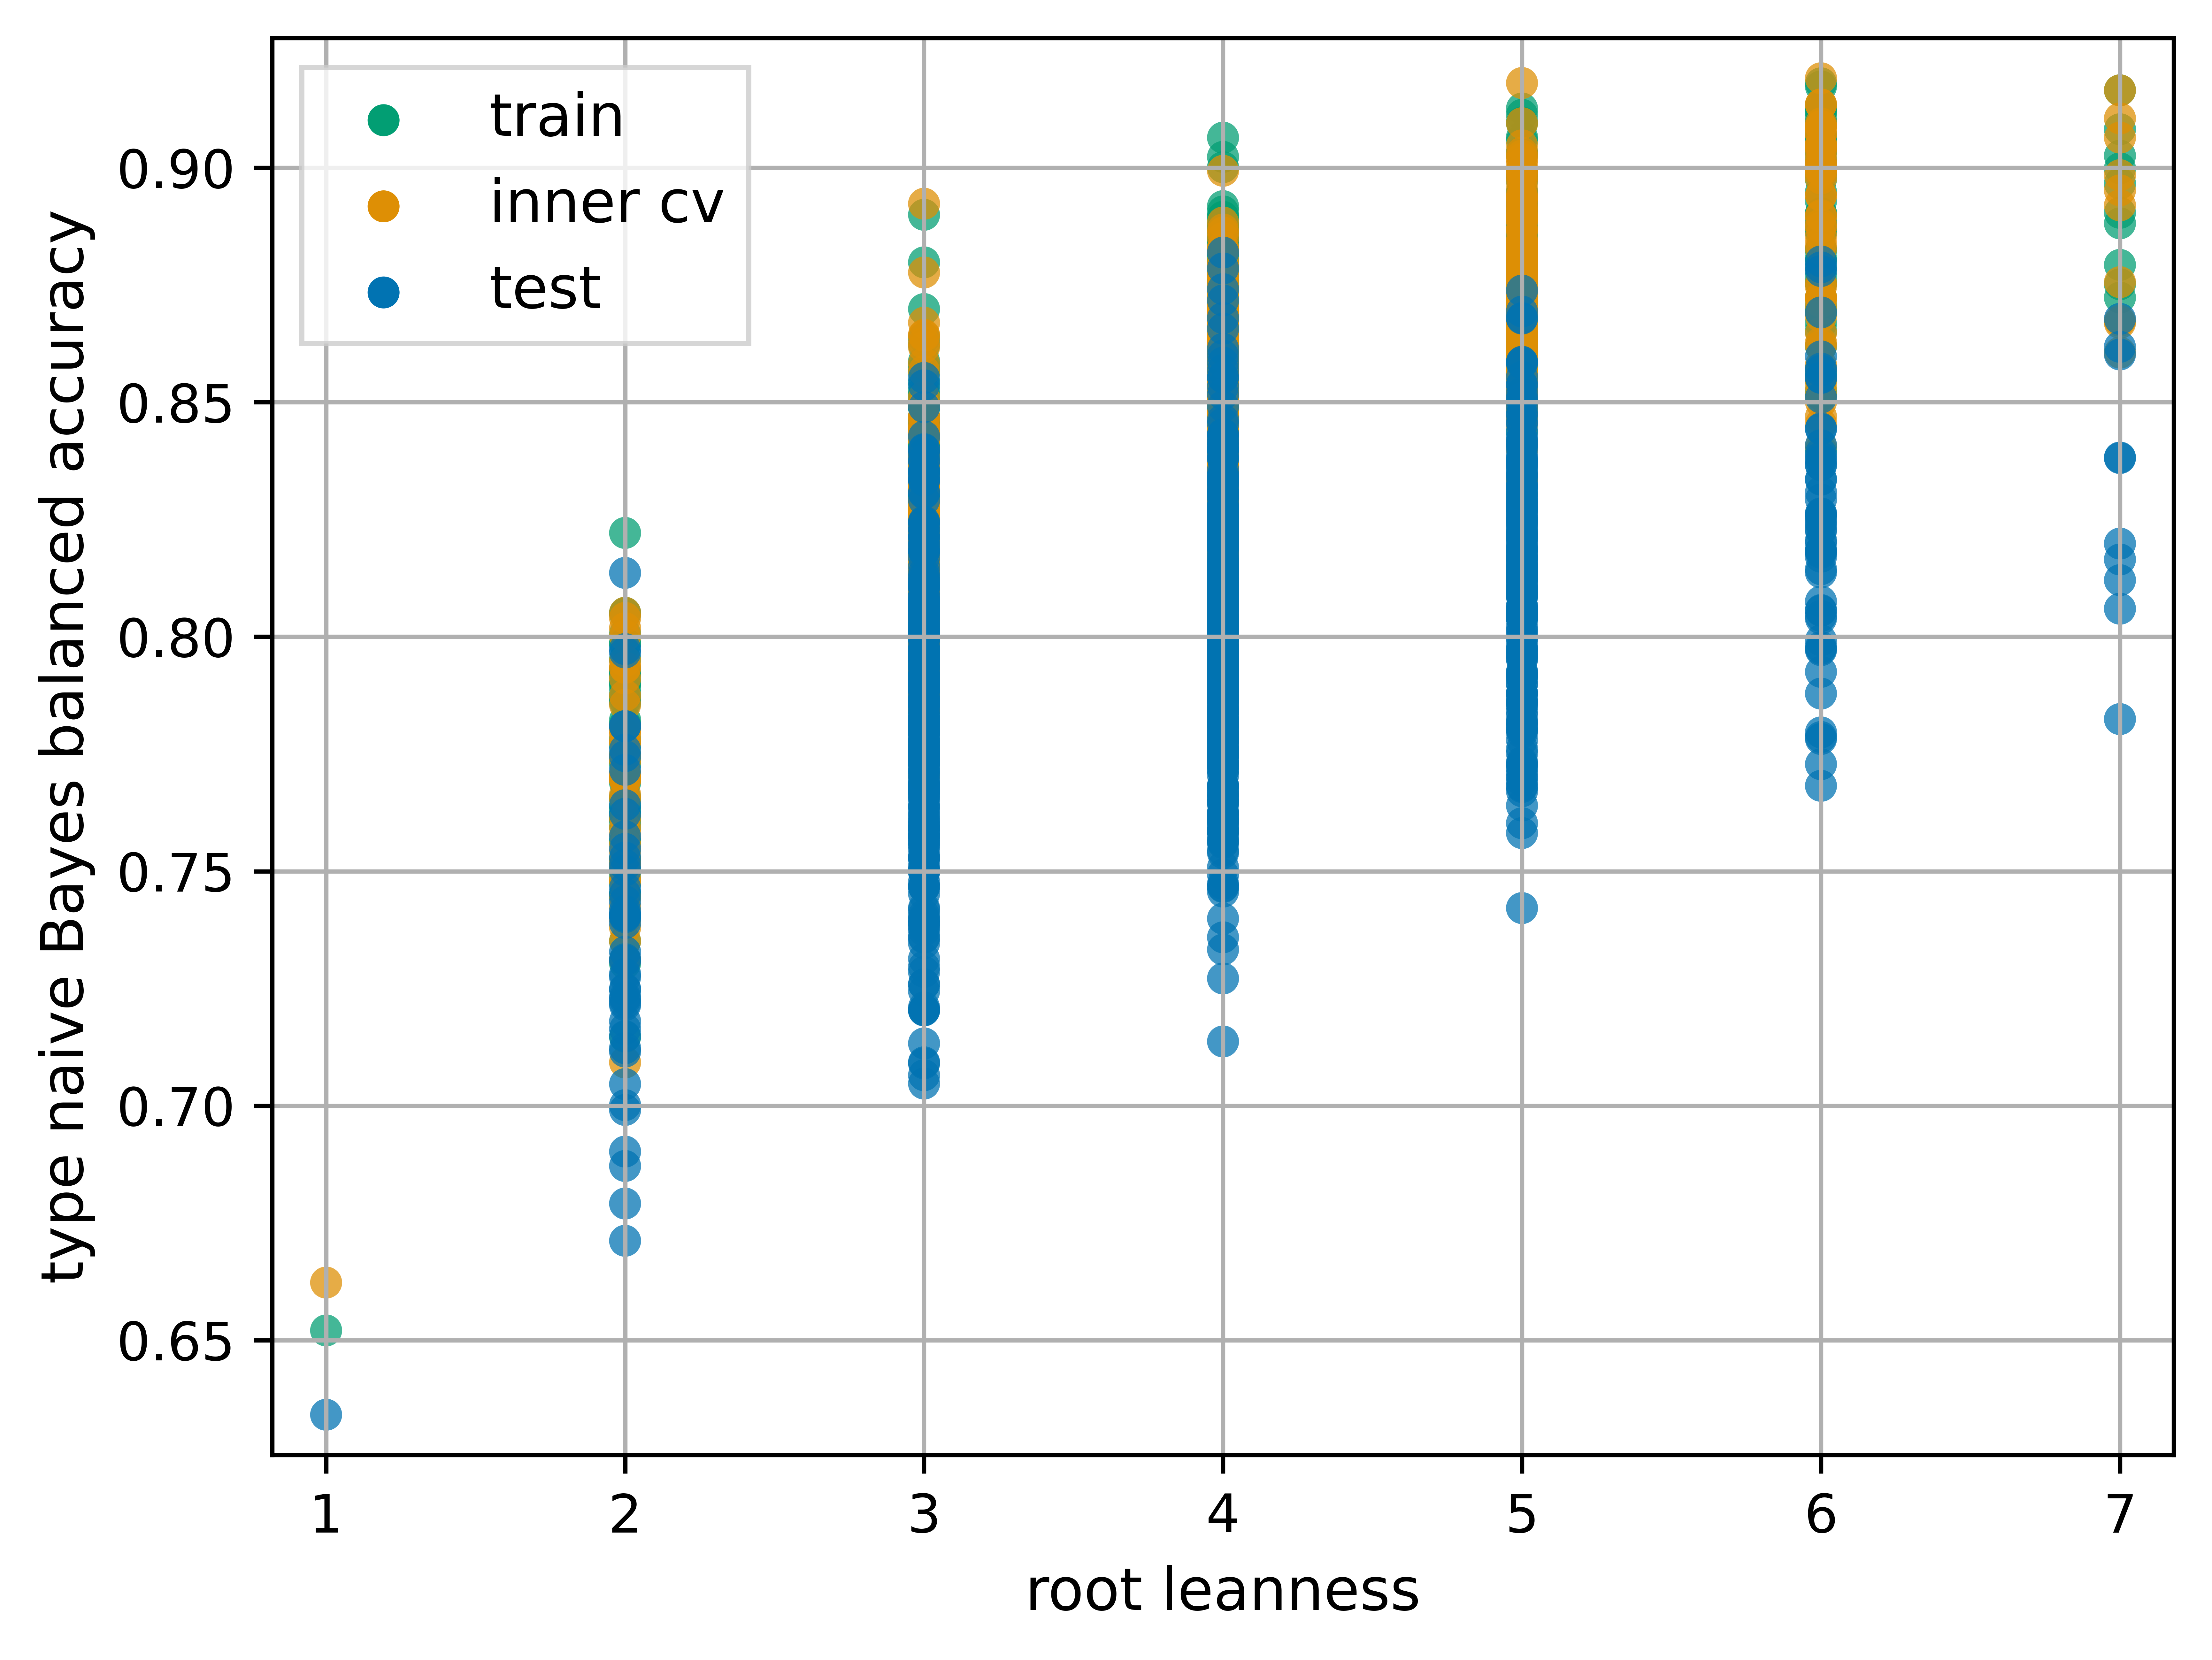 train
inner cv
test
0.90
0.85
0.80
0.75
0.70
0.65
type naive Bayes balanced accuracy
1 2 3 4 5 6 7
root leanness